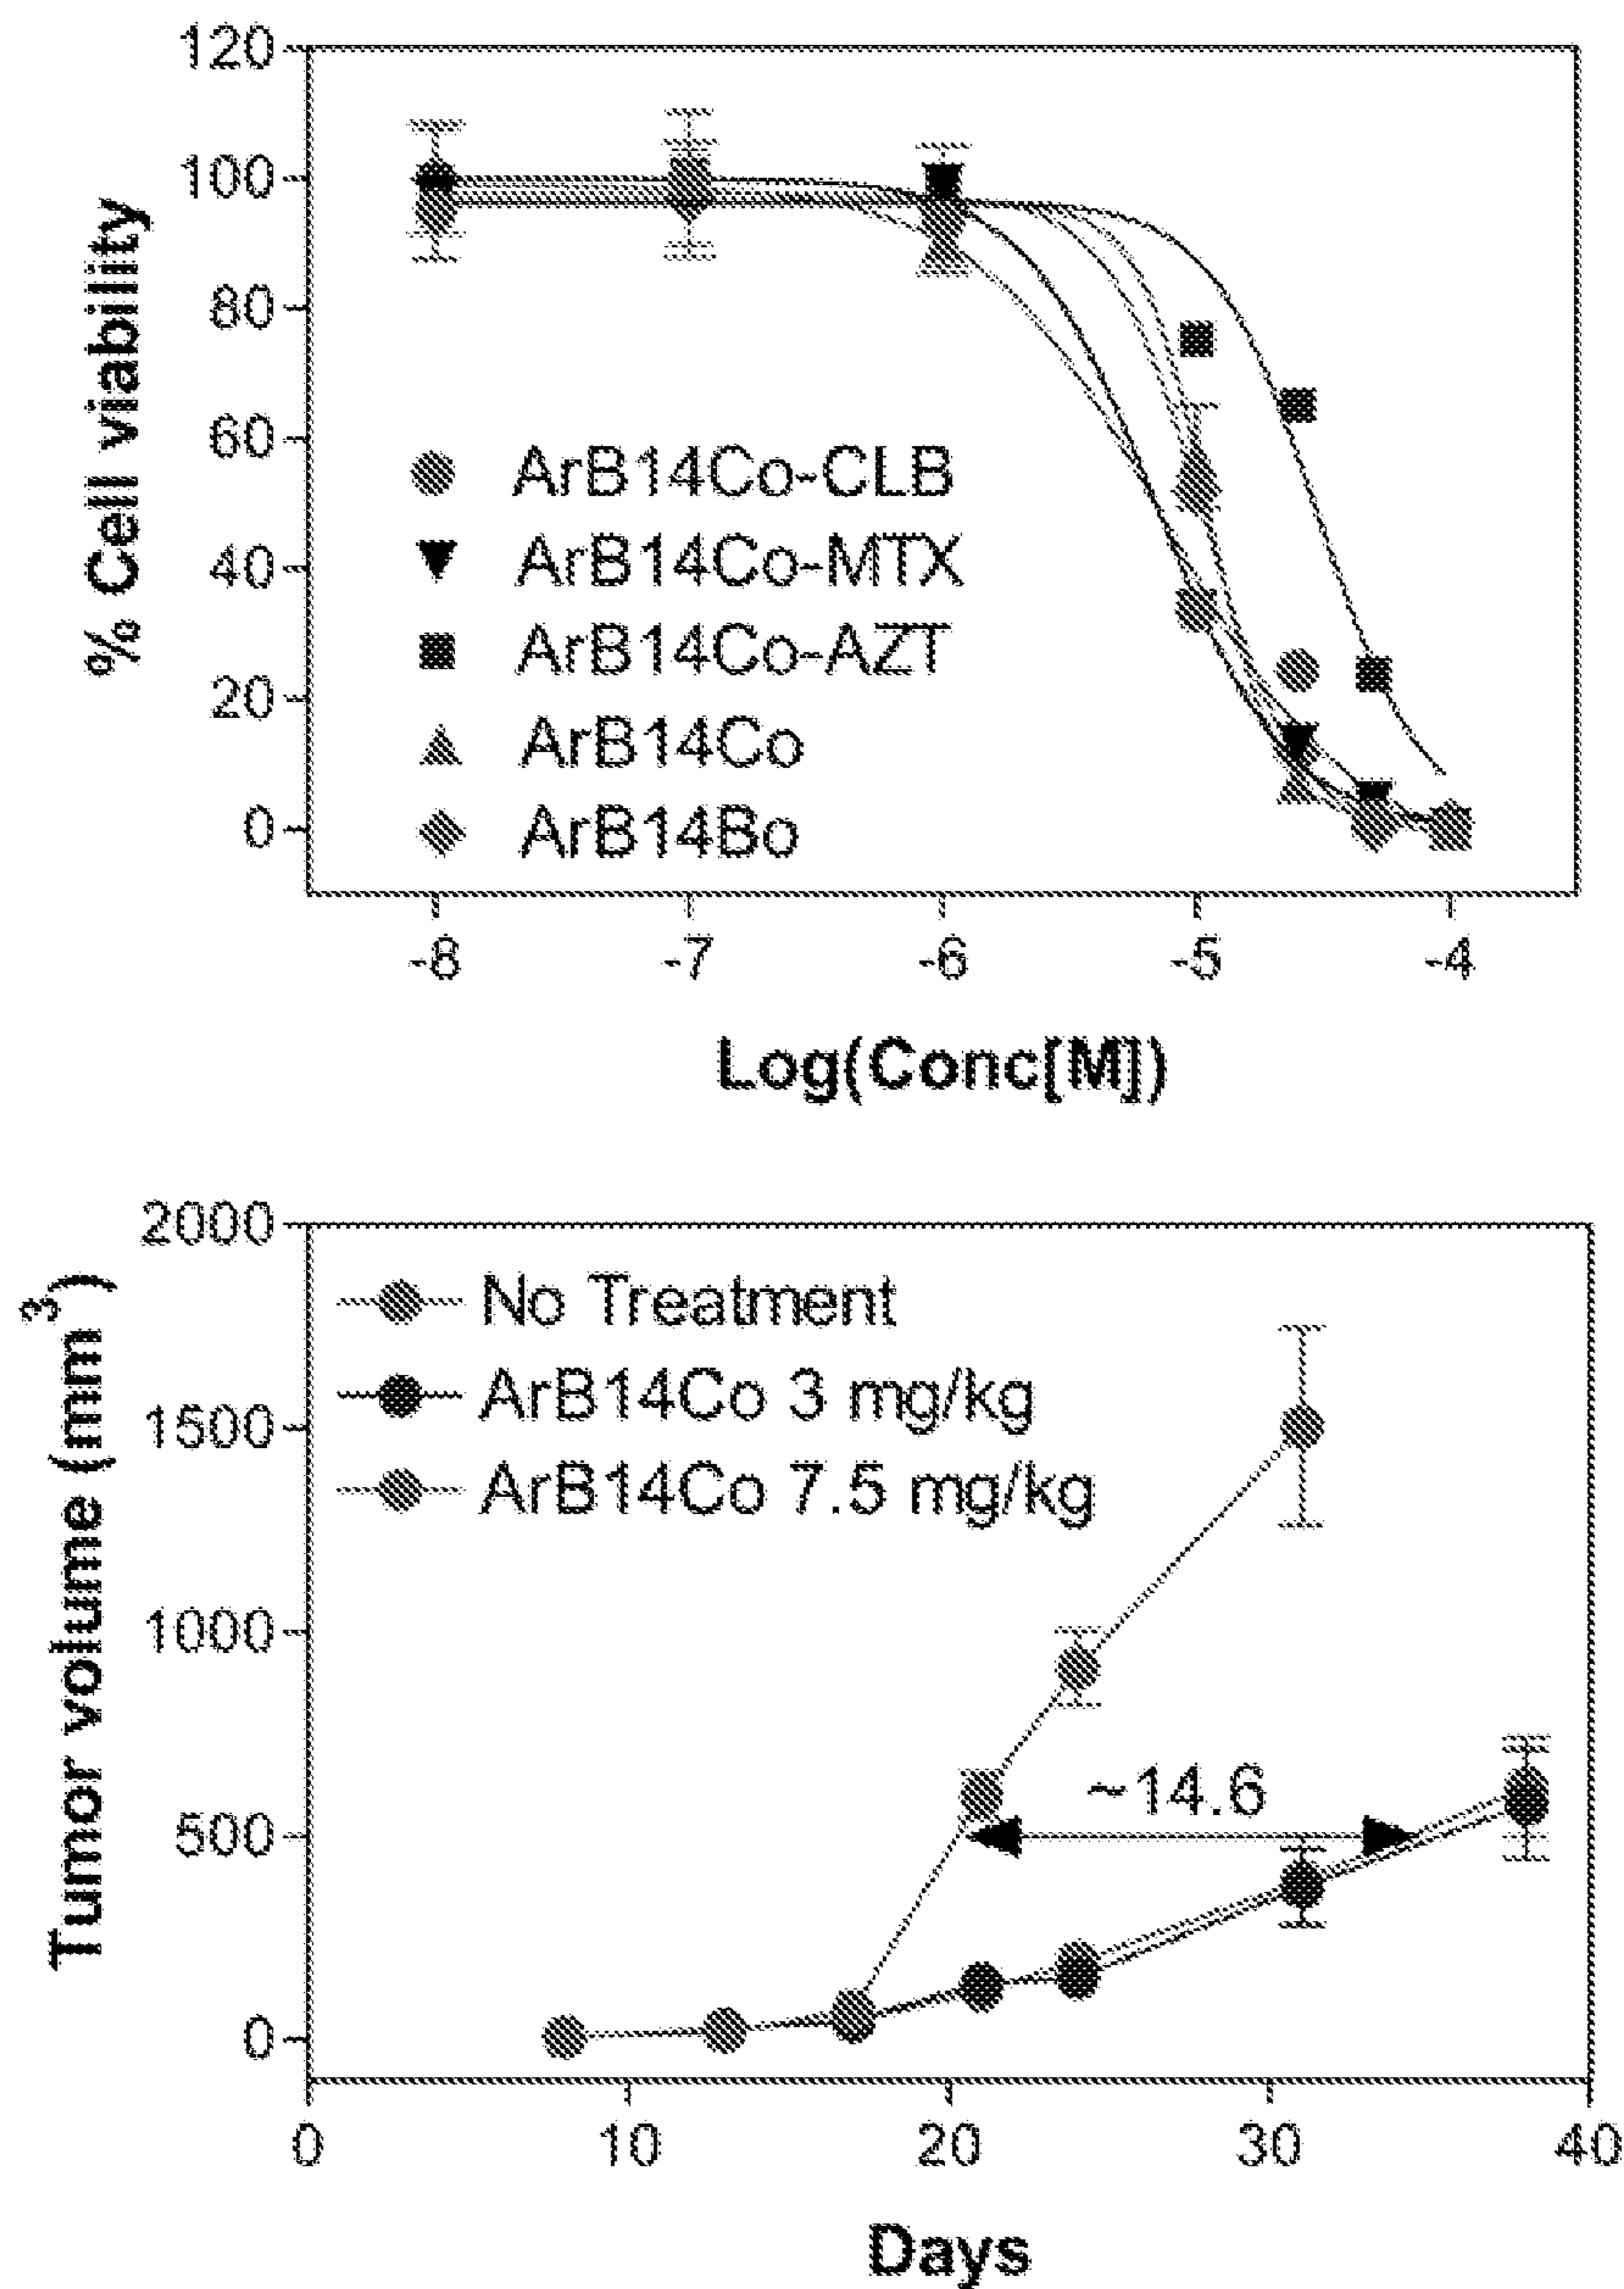 120
100
80
60
40
20
0
% Cell viability
ArB14Co-CLB
ArB14Co-MTX
ArB14Co-AZT
ArB14Co
ArB14Bo
-8 -7 -6 -5 -4
Log(Conc[M])
2000
1500
1000
500
0
Tumor volume (mm³)
No Treatment
ArB14Co 3 mg/kg
ArB14Co 7.5 mg/kg
~14.6
0 10 20 30 40
Days